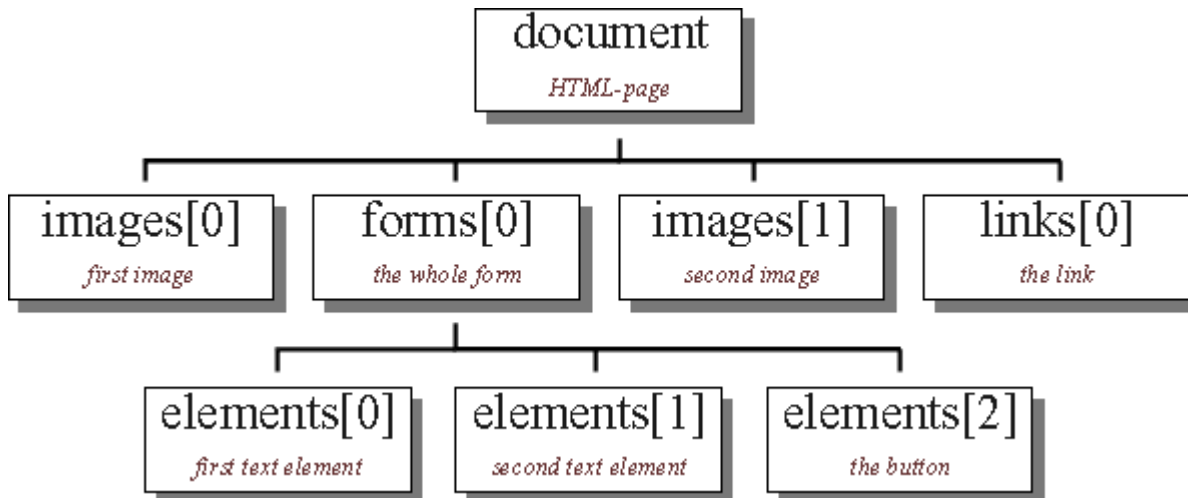 document
HTML-page
images[0]
first image
forms[0]
the whole form
images[1]
second image
links[0]
the link
elements[0]
first text element
elements[1]
second text element
elements[2]
the button